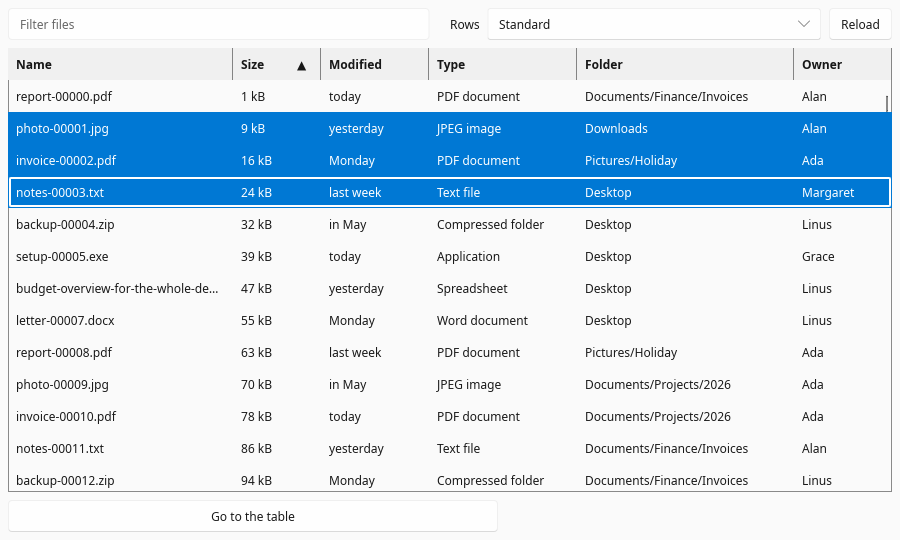 Filter files Rows Standard Reload
Name Size ▲ Modified Type Folder Owner
report-00000.pdf 1 kB today PDF document Documents/Finance/Invoices Alan
photo-00001.jpg 9 kB yesterday JPEG image Downloads Alan
invoice-00002.pdf 16 kB Monday PDF document Pictures/Holiday Ada
notes-00003.txt 24 kB last week Text file Desktop Margaret
backup-00004.zip 32 kB in May Compressed folder Desktop Linus
setup-00005.exe 39 kB today Application Desktop Grace
budget-overview-for-the-whole-de... 47 kB yesterday Spreadsheet Desktop Linus
letter-00007.docx 55 kB Monday Word document Desktop Linus
report-00008.pdf 63 kB last week PDF document Pictures/Holiday Ada
photo-00009.jpg 70 kB in May JPEG image Documents/Projects/2026 Ada
invoice-00010.pdf 78 kB today PDF document Documents/Projects/2026 Ada
notes-00011.txt 86 kB yesterday Text file Documents/Finance/Invoices Alan
backup-00012.zip 94 kB Monday Compressed folder Documents/Finance/Invoices Linus
Go to the table